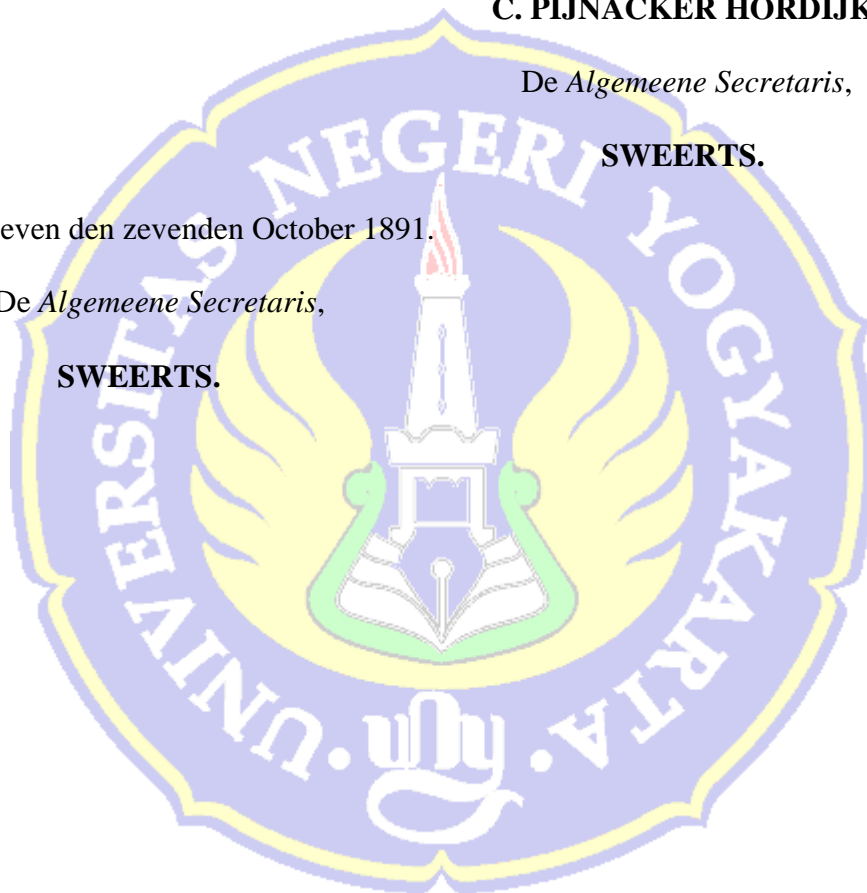 C. PIJNACKER HORDIJK
De Algemeene Secretaris,
SWEERTS.
even den zevenden October 1891.
De Algemeene Secretaris,
SWEERTS.
UNIVERSITAS NEGERI YOGYAKARTA
uny